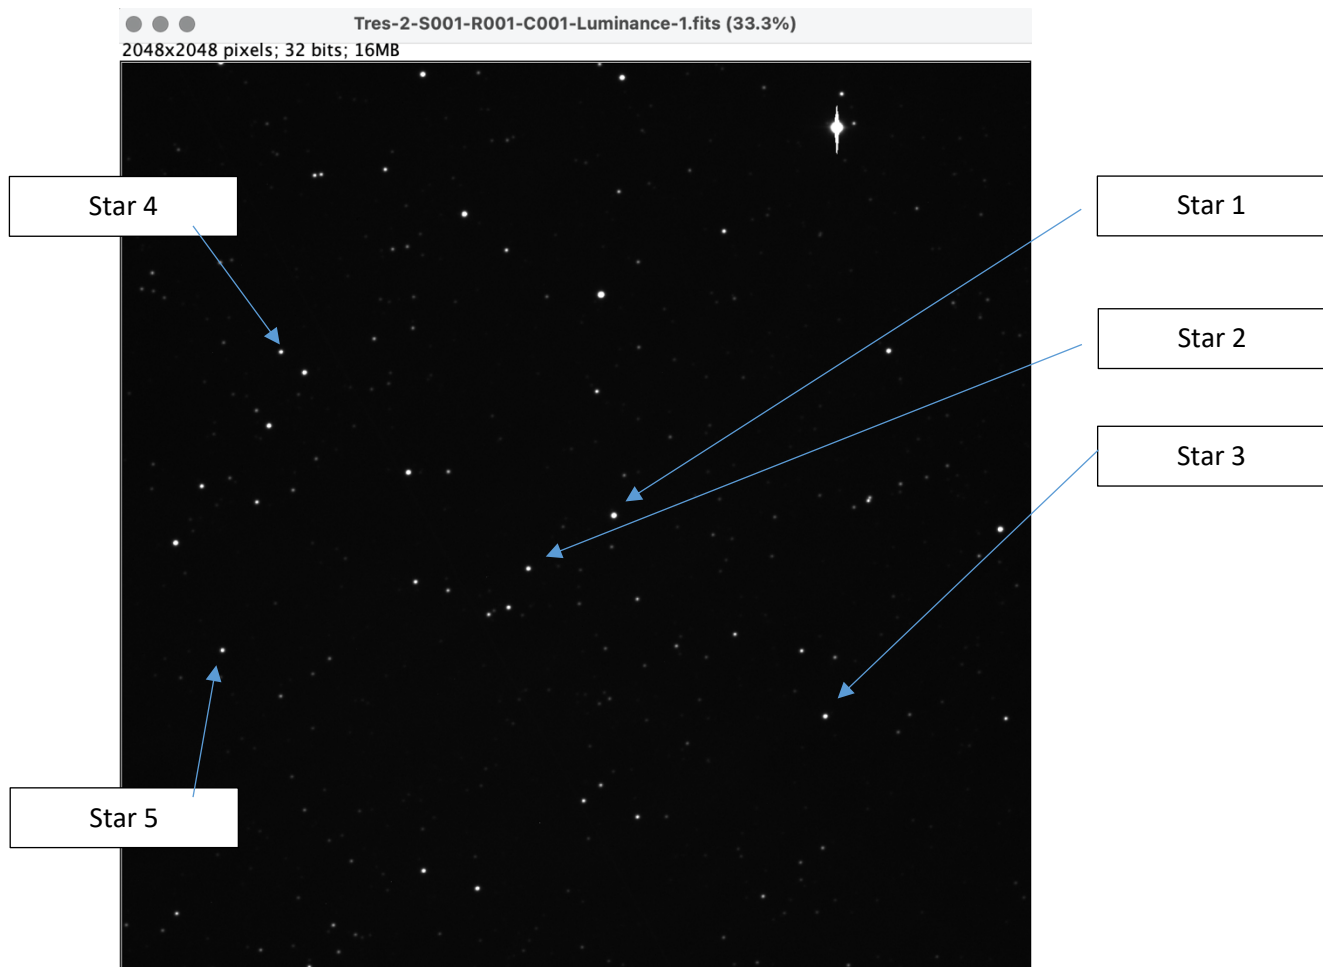 Tres-2-S001-R001-C001-Luminance-1.fits (33.3%)
2048x2048 pixels; 32 bits; 16MB
Star 4
Star 1
Star 2
Star 3
Star 5